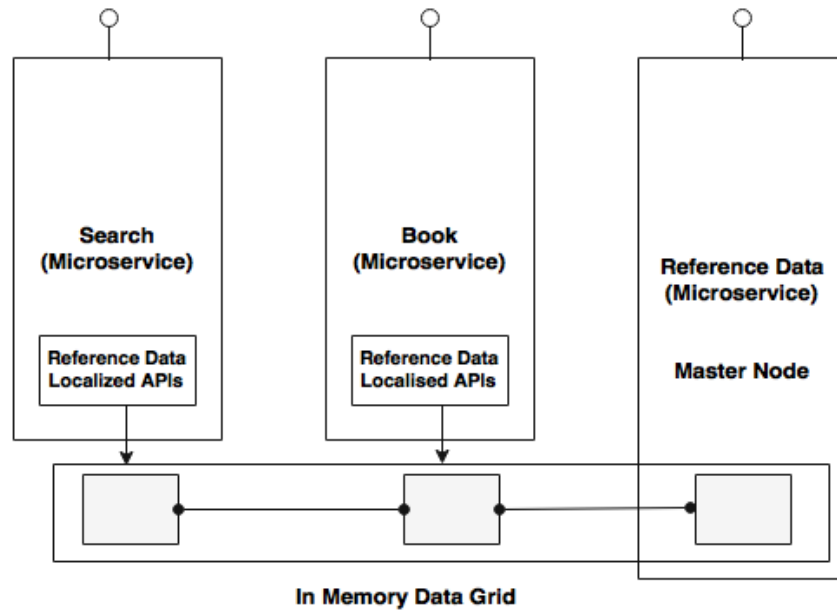 Search
(Microservice)
Reference Data
Localized APIs
Book
(Microservice)
Reference Data
Localised APIs
Reference Data
(Microservice)
Master Node
In Memory Data Grid